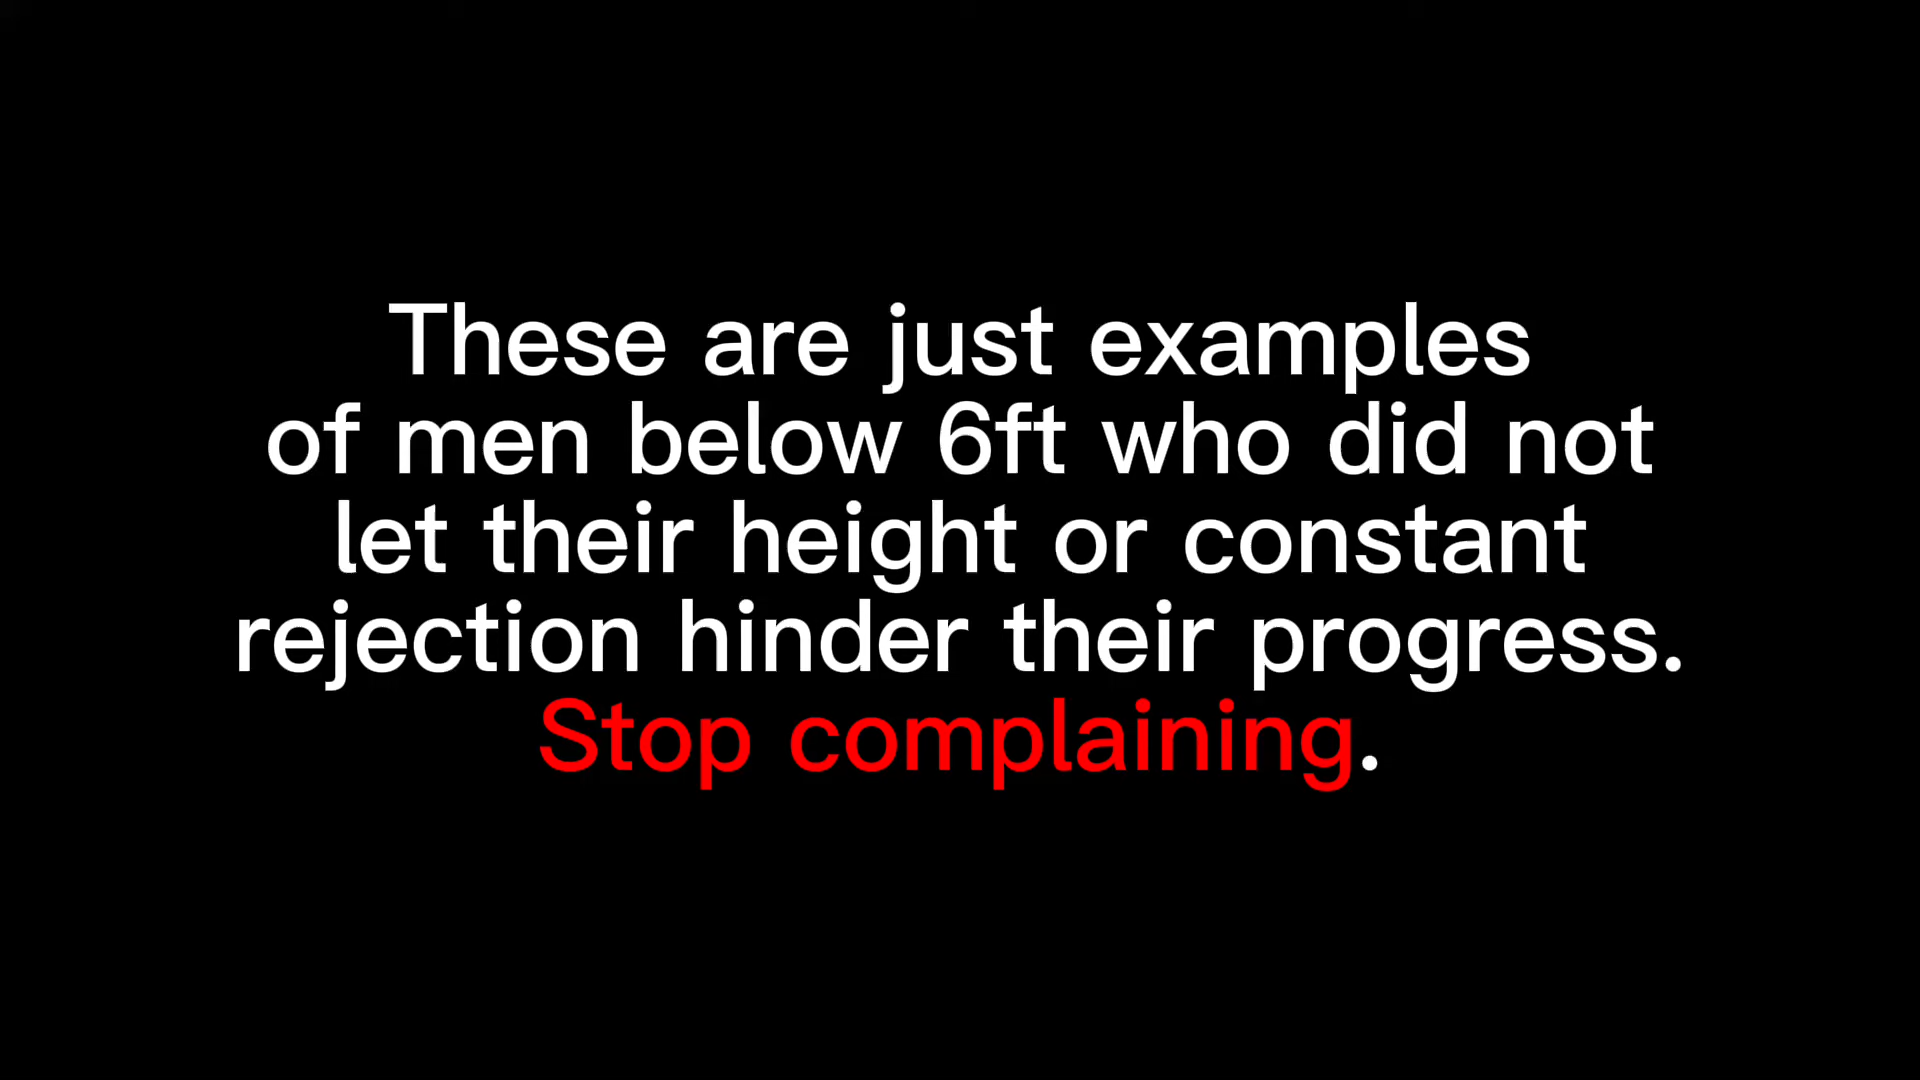 These are just examples
of men below 6ft who did not
let their height or constant
rejection hinder their progress.
Stop complaining.